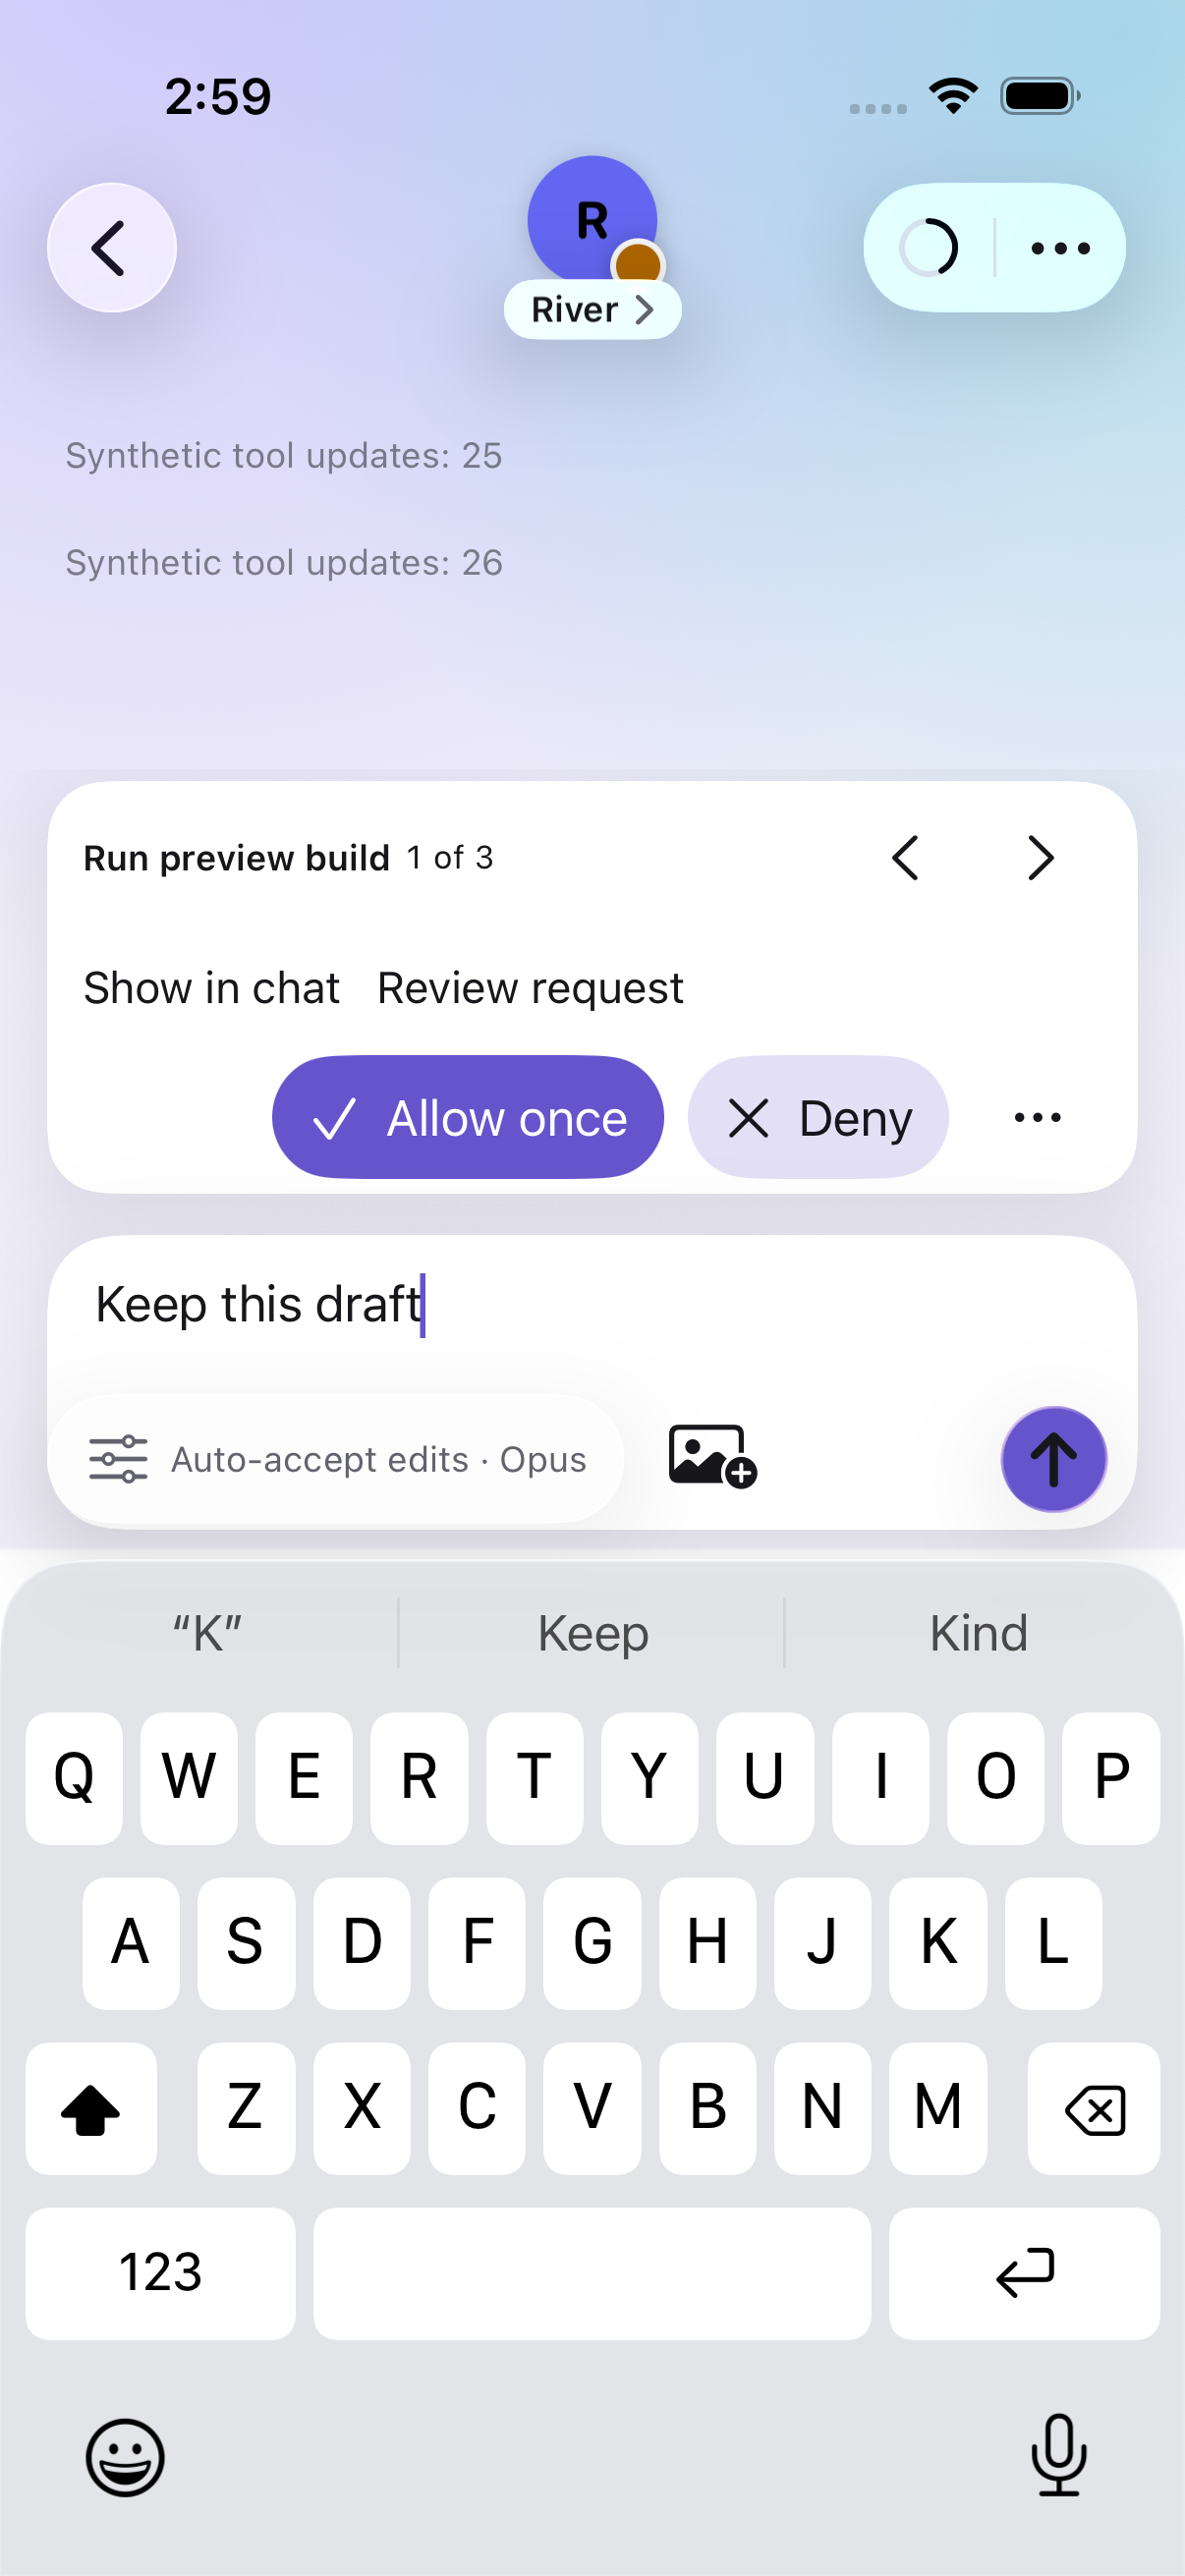 2:59
R
River
Synthetic tool updates: 25
Synthetic tool updates: 26
Run preview build 1 of 3
Show in chat Review request
Allow once Deny
Keep this draft
Auto-accept edits · Opus
“K” Keep Kind
Q W E R T Y U I O P
A S D F G H J K L
Z X C V B N M
123